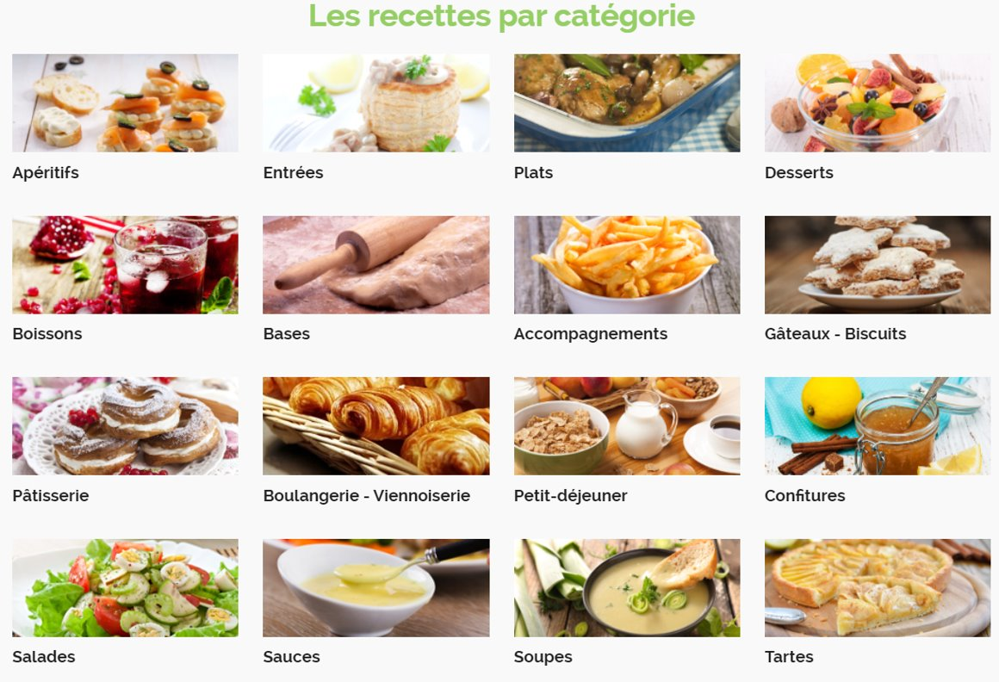 Les recettes par catégorie
Apéritifs
Entrées
Plats
Desserts
Boissons
Bases
Accompagnements
Gâteaux - Biscuits
Pâtisserie
Boulangerie - Viennoiserie
Petit-déjeuner
Confitures
Salades
Sauces
Soupes
Tartes